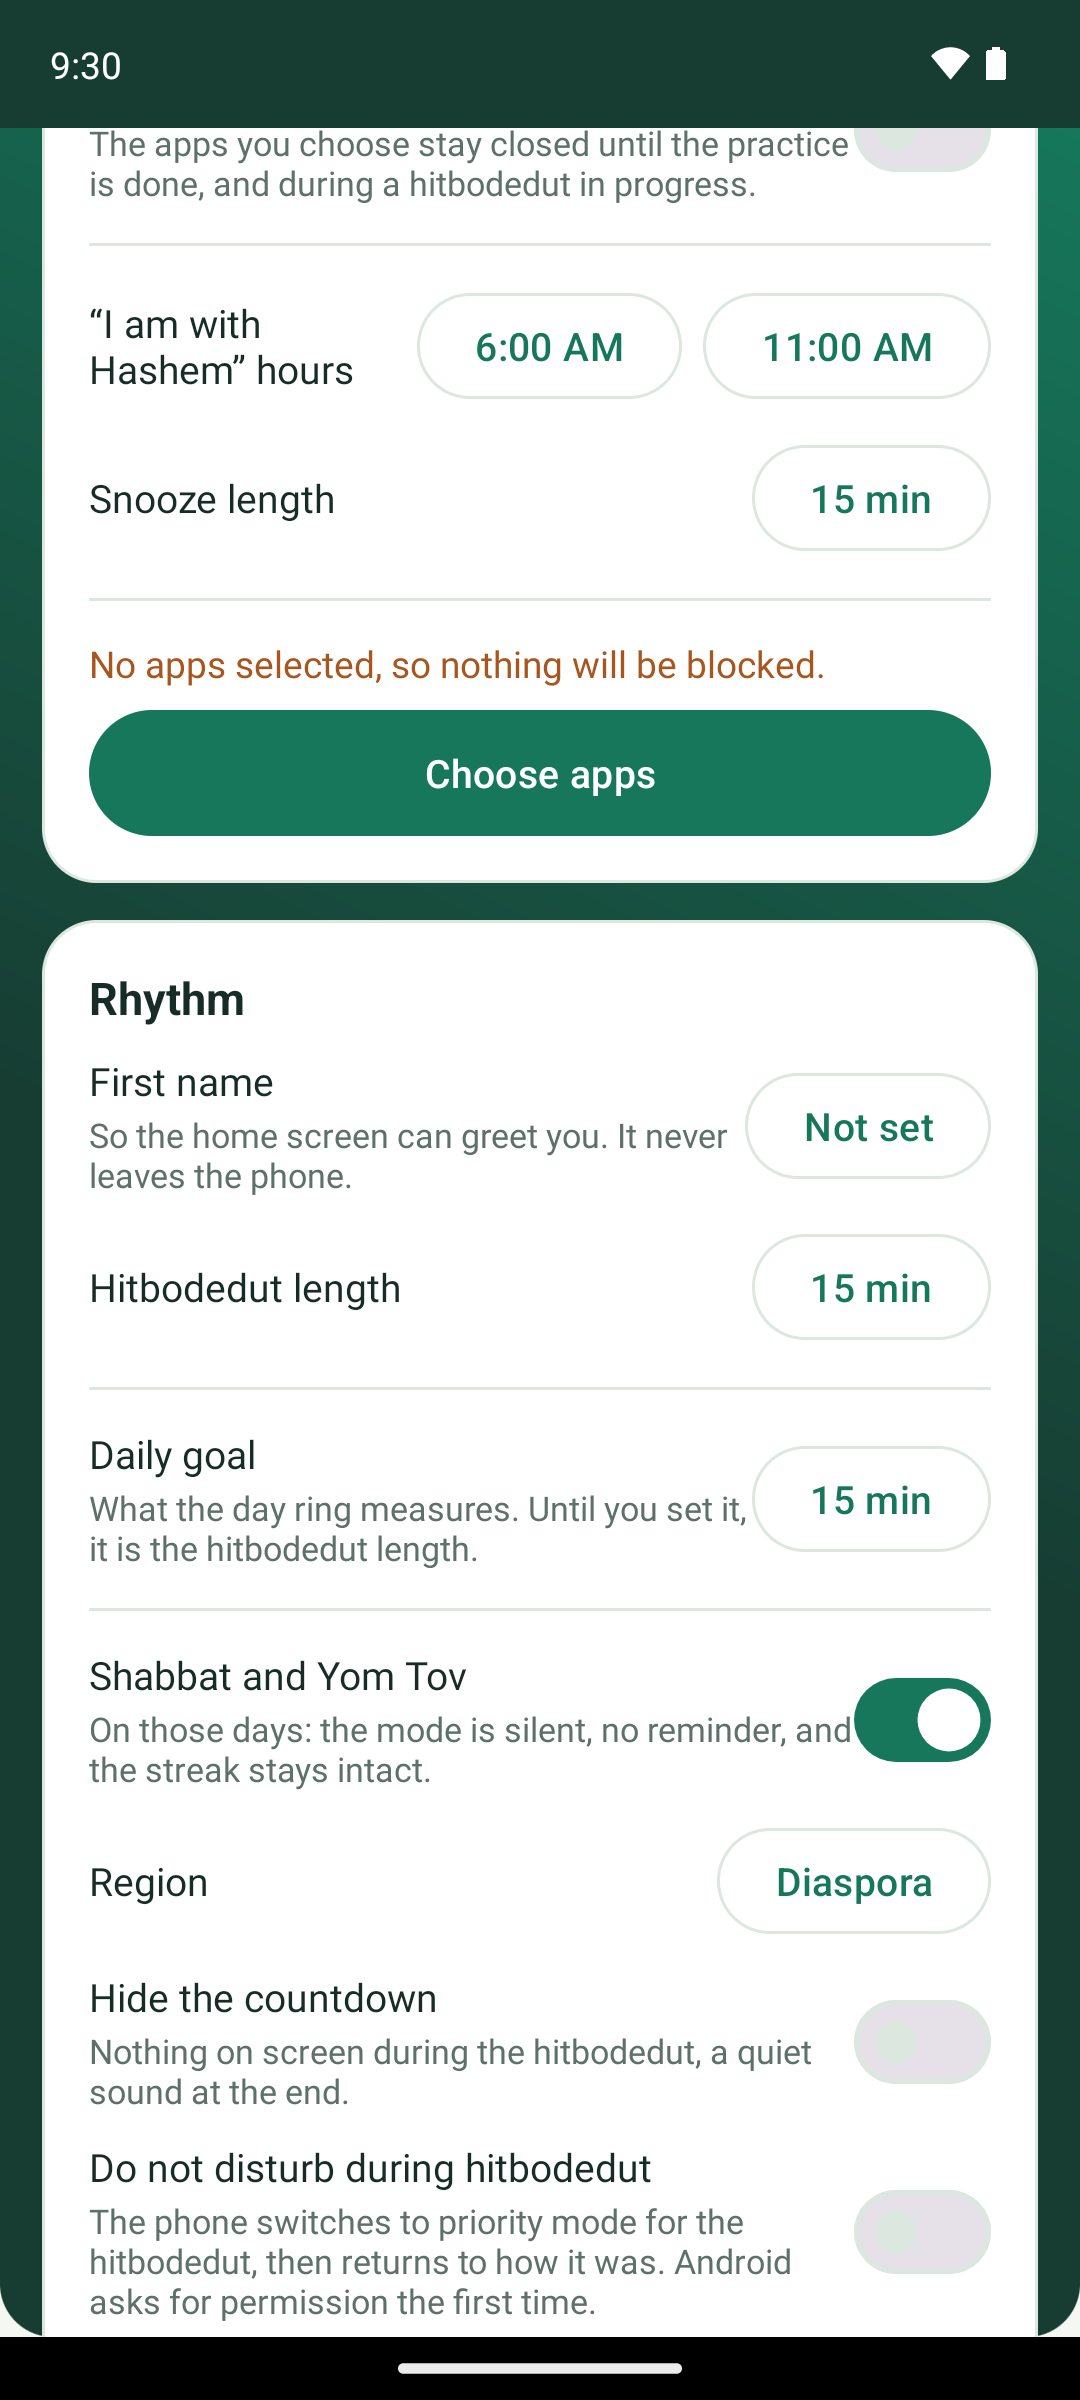 9:30
The apps you choose stay closed until the practice
is done, and during a hitbodedut in progress.
“I am with
Hashem” hours
6:00 AM
11:00 AM
Snooze length
15 min
No apps selected, so nothing will be blocked.
Choose apps
Rhythm
First name
So the home screen can greet you. It never
leaves the phone.
Not set
Hitbodedut length
15 min
Daily goal
What the day ring measures. Until you set it,
it is the hitbodedut length.
15 min
Shabbat and Yom Tov
On those days: the mode is silent, no reminder, and
the streak stays intact.
Region
Diaspora
Hide the countdown
Nothing on screen during the hitbodedut, a quiet
sound at the end.
Do not disturb during hitbodedut
The phone switches to priority mode for the
hitbodedut, then returns to how it was. Android
asks for permission the first time.